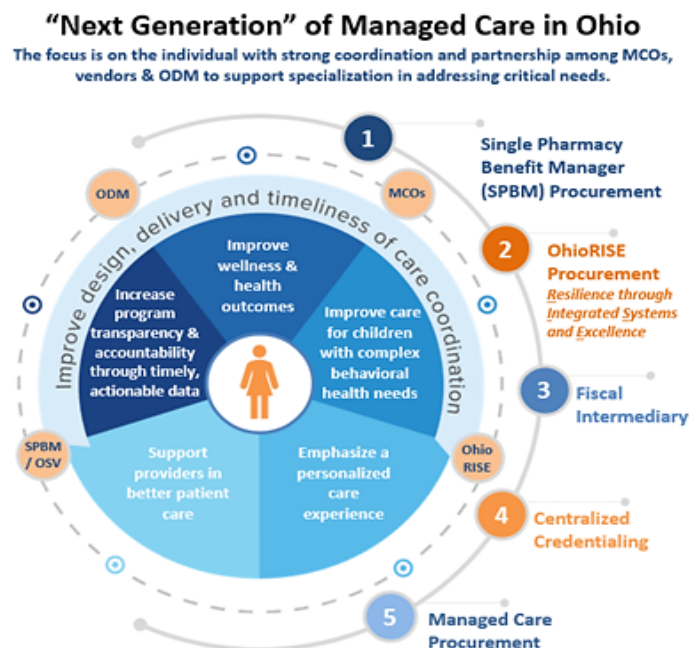 “Next Generation” of Managed Care in Ohio
The focus is on the individual with strong coordination and partnership among MCOs,
vendors & ODM to support specialization in addressing critical needs.
1
Single Pharmacy
Benefit Manager
(SPBM) Procurement
2
OhioRISE
Procurement
Resilience through
Integrated Systems
and Excellence
3
Fiscal
Intermediary
4
Centralized
Credentialing
5
Managed Care
Procurement
ODM
MCOs
SPBM
/ OSV
Ohio
RISE
Improve design, delivery and timeliness of care coordination
Improve
wellness &
health
outcomes
Increase
program
transparency &
accountability
through timely,
actionable data
Improve care
for children
with complex
behavioral
health needs
Support
providers in
better patient
care
Emphasize a
personalized
care
experience